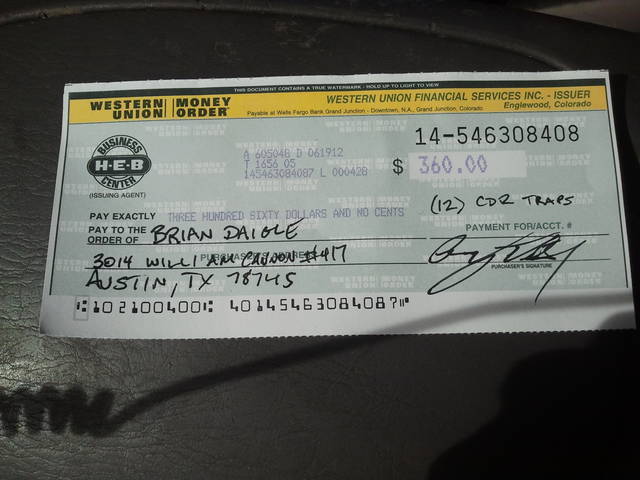 THIS DOCUMENT CONTAINS A TRUE WATERMARK - HOLD UP TO LIGHT TO VIEW
WESTERN UNION MONEY ORDER
WESTERN UNION FINANCIAL SERVICES INC. - ISSUER
Payable at Wells Fargo Bank Grand Junction - Downtown, N.A., Grand Junction, Colorado.
Englewood, Colorado
14-546308408
BUSINESS
H-E-B
CENTER
(ISSUING AGENT)
A 605048 D 061912
T 1656 05
145463084087 L 000428
$ 360.00
PAY EXACTLY THREE HUNDRED SIXTY DOLLARS AND NO CENTS
(12) CDR TRAPS
PAYMENT FOR/ACCT. #
PAY TO THE ORDER OF BRIAN DAIGLE
3014 WILLIAM CANNON #417
PURCHASER'S SIGNATURE
AUSTIN, TX 78745
102100400 40145463084087